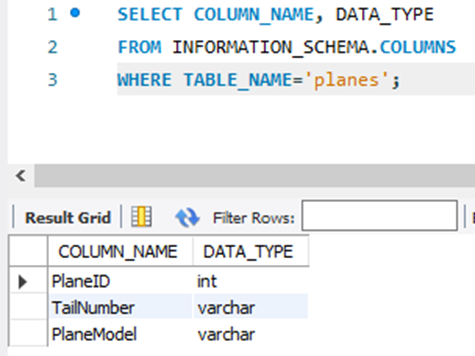 1 SELECT COLUMN_NAME, DATA_TYPE
2 FROM INFORMATION_SCHEMA.COLUMNS
3 WHERE TABLE_NAME='planes';
Result Grid Filter Rows:
COLUMN_NAME DATA_TYPE
PlaneID int
TailNumber varchar
PlaneModel varchar